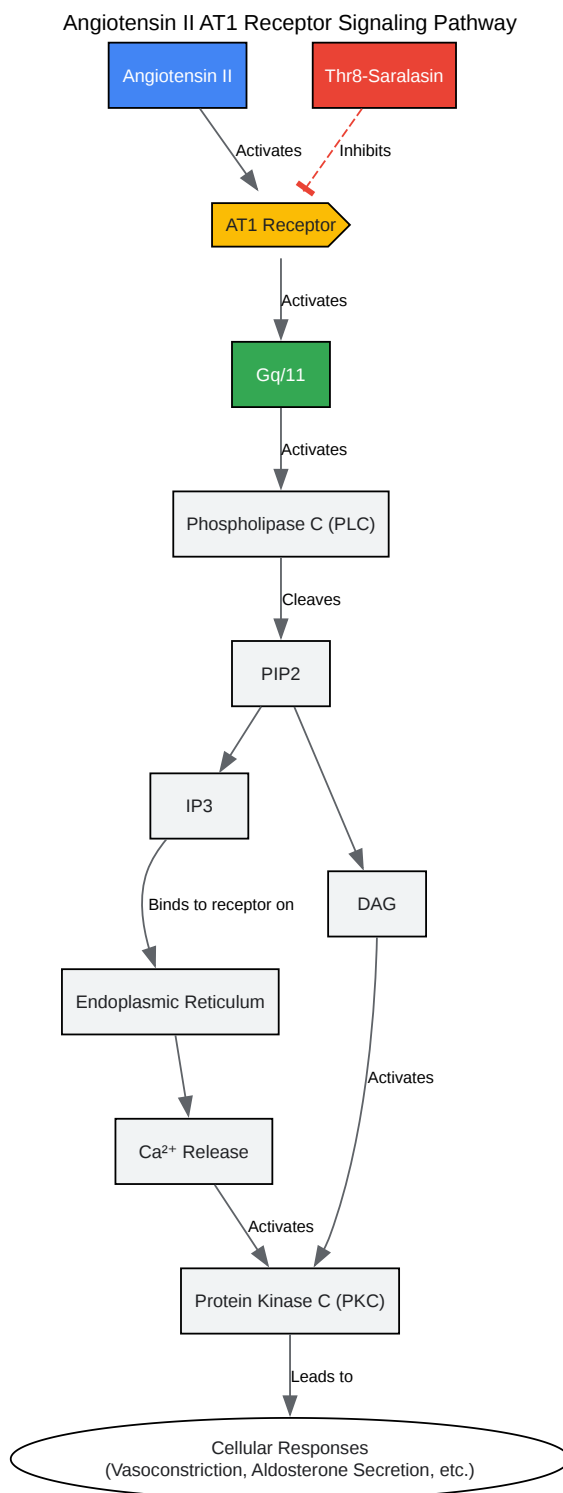 Angiotensin II AT1 Receptor Signaling Pathway
Angiotensin II
Thr8-Saralasin
Activates
Inhibits
AT1 Receptor
Activates
Gq/11
Activates
Phospholipase C (PLC)
Cleaves
PIP2
IP3
DAG
Binds to receptor on
Endoplasmic Reticulum
Activates
Ca²⁺ Release
Activates
Protein Kinase C (PKC)
Leads to
Cellular Responses
(Vasoconstriction, Aldosterone Secretion, etc.)